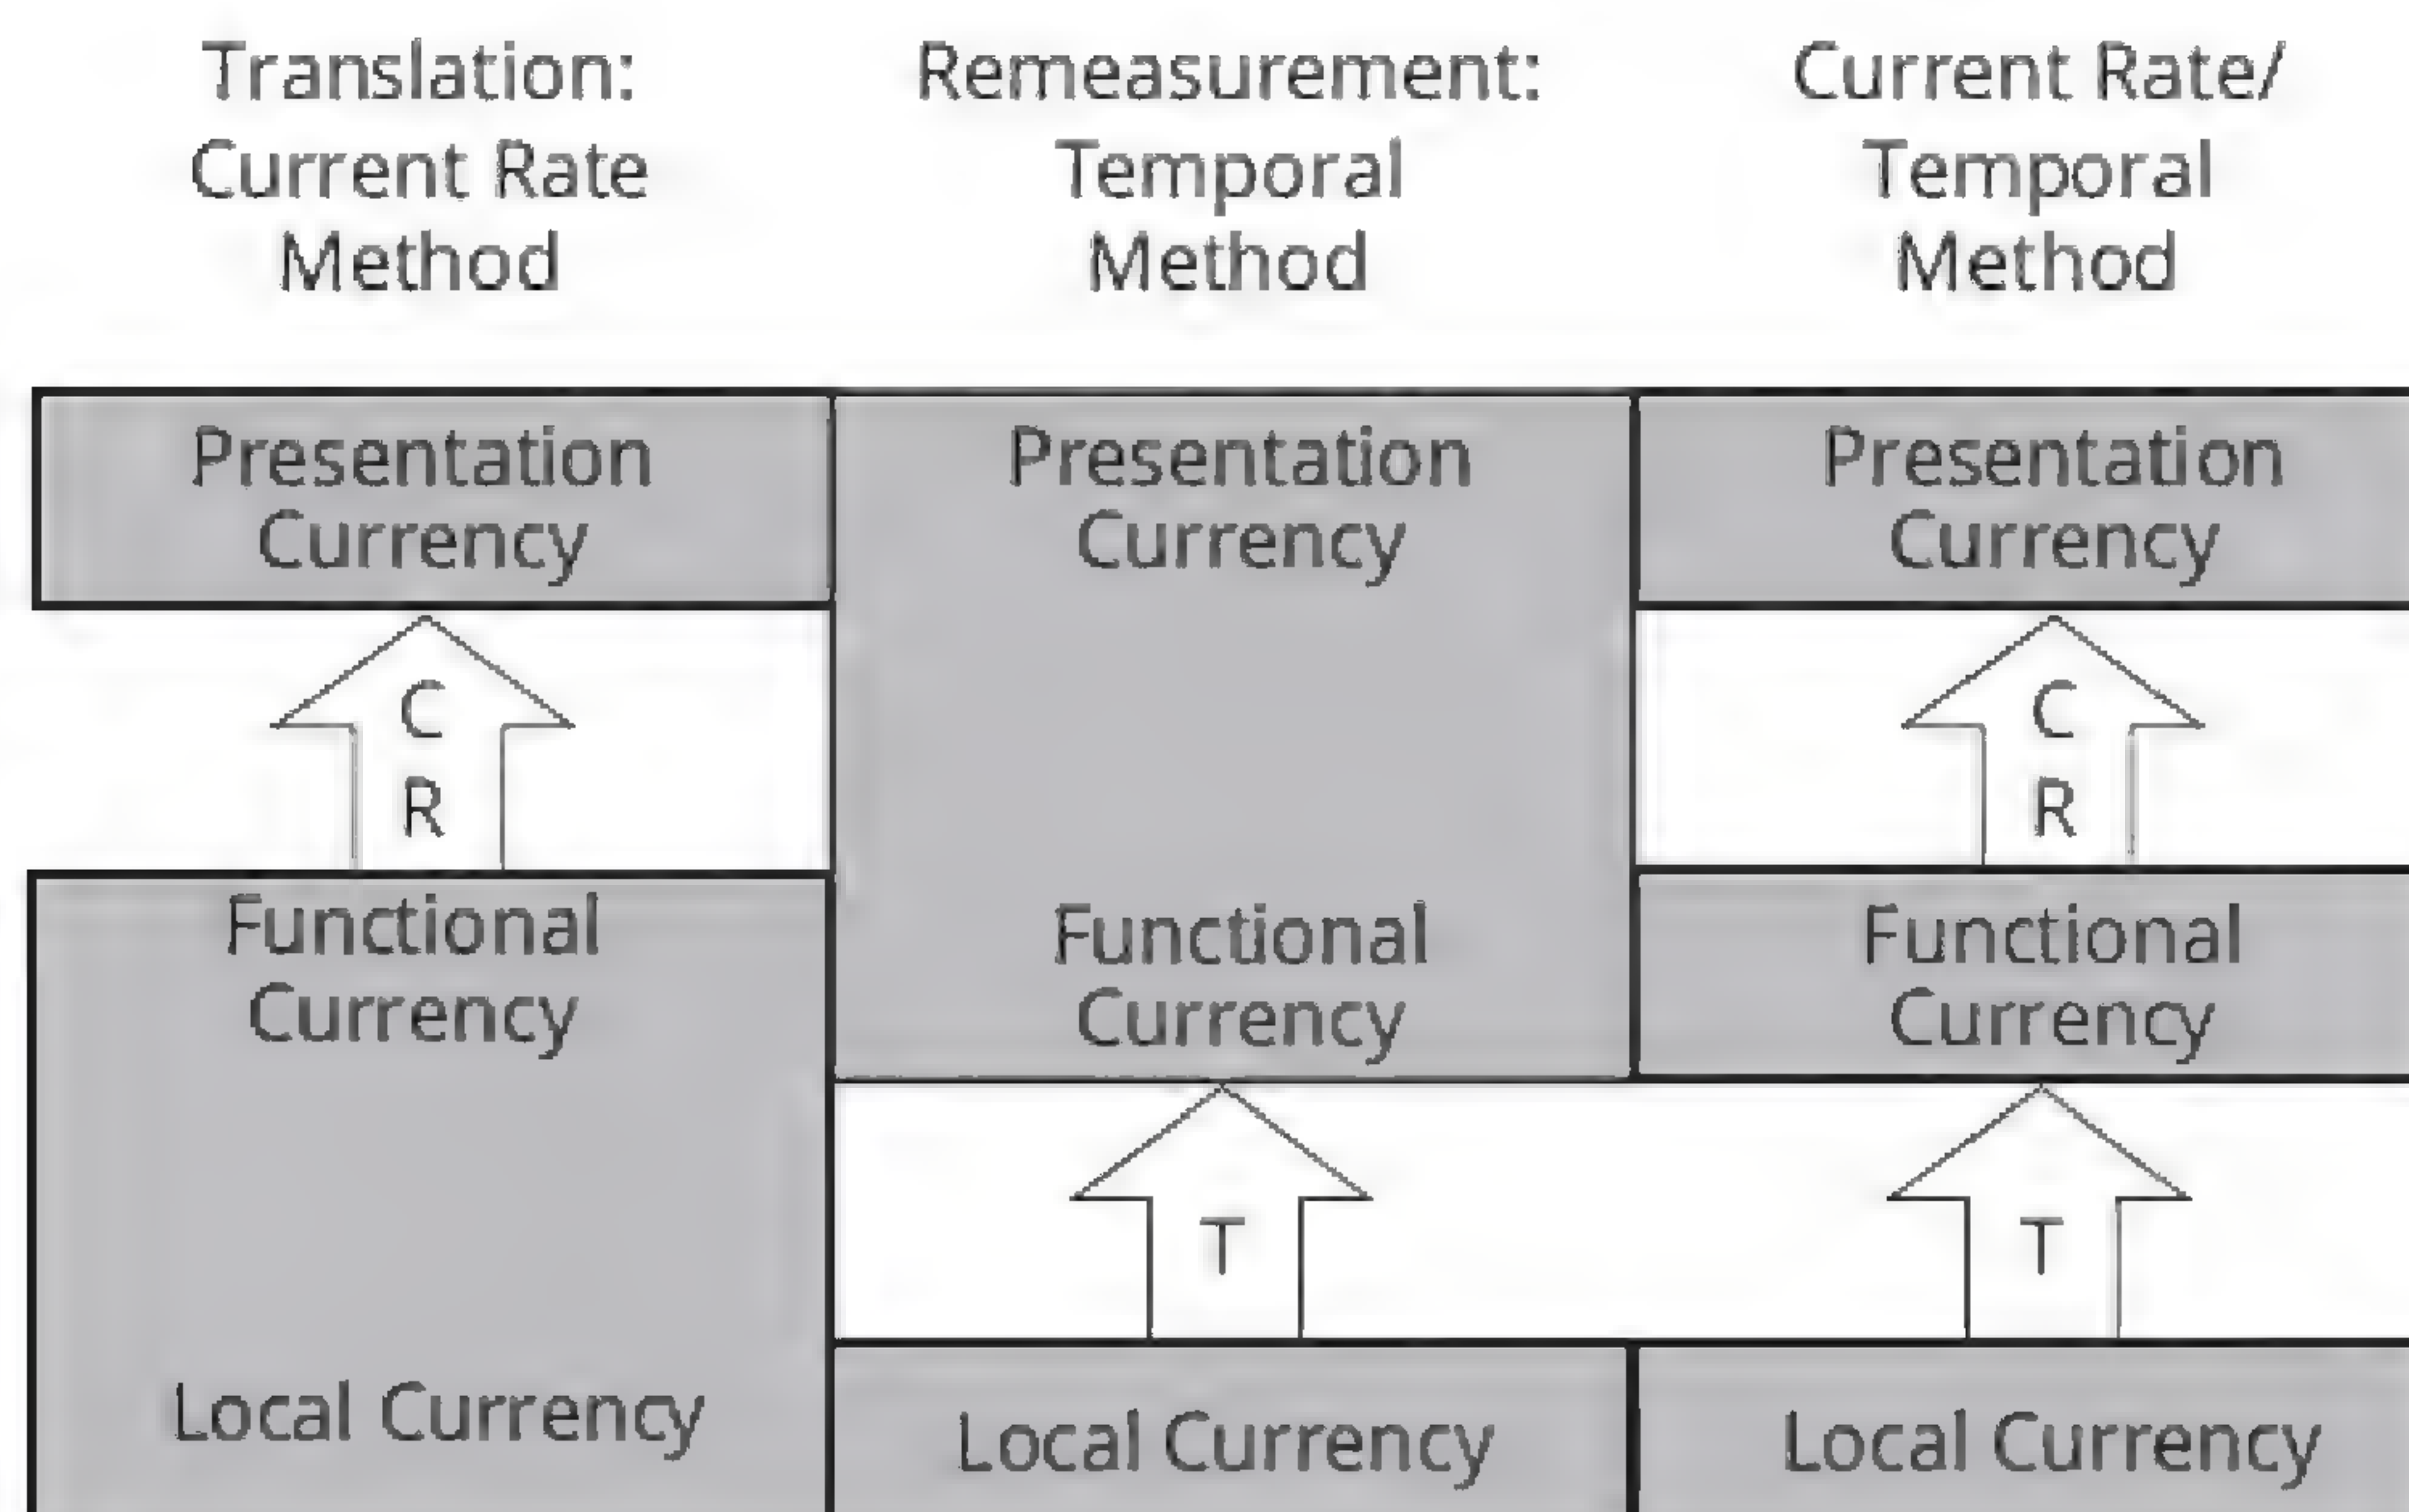 Translation:
Current Rate
Method
Remeasurement:
Temporal
Method
Current Rate/
Temporal
Method
Presentation
Currency
Presentation
Currency
Presentation
Currency
C
R
C
R
Functional
Currency
Functional
Currency
Functional
Currency
T
T
Local Currency
Local Currency
Local Currency